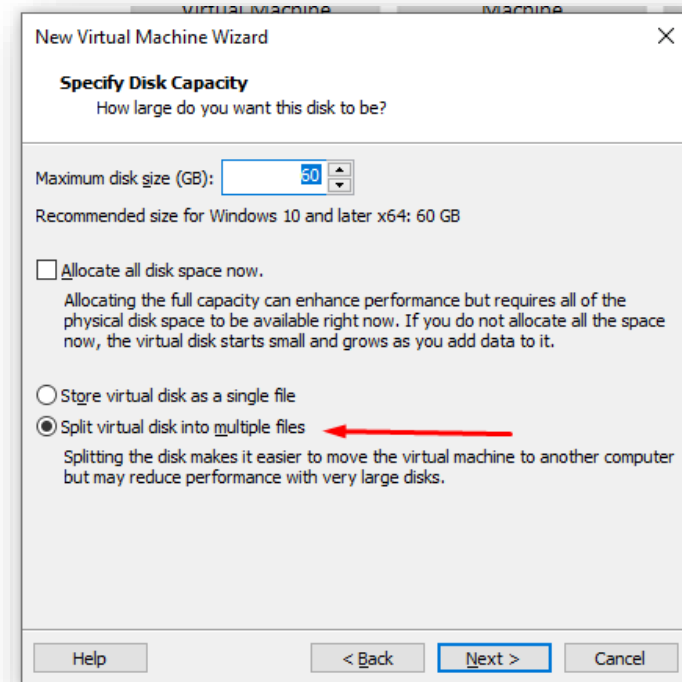 Virtual Machine Machine
New Virtual Machine Wizard
Specify Disk Capacity
How large do you want this disk to be?
Maximum disk size (GB): 60
Recommended size for Windows 10 and later x64: 60 GB
Allocate all disk space now.
Allocating the full capacity can enhance performance but requires all of the
physical disk space to be available right now. If you do not allocate all the space
now, the virtual disk starts small and grows as you add data to it.
Store virtual disk as a single file
Split virtual disk into multiple files
Splitting the disk makes it easier to move the virtual machine to another computer
but may reduce performance with very large disks.
Help < Back Next > Cancel